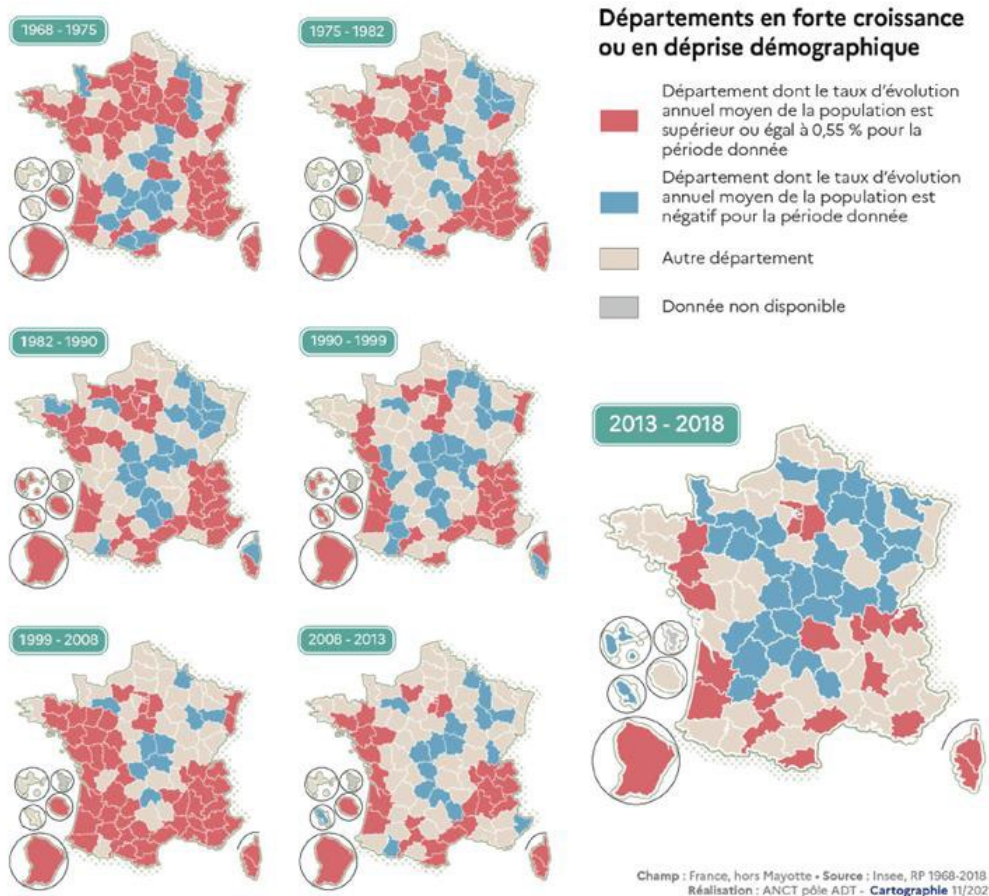 Départements en forte croissance
ou en déprise démographique
Département dont le taux d'évolution
annuel moyen de la population est
supérieur ou égal à 0,55 % pour la
période donnée
Département dont le taux d'évolution
annuel moyen de la population est
négatif pour la période donnée
Autre département
Donnée non disponible
1968 - 1975
1975 - 1982
1982 - 1990
1990 - 1999
1999 - 2008
2008 - 2013
2013 - 2018
Champ : France, hors Mayotte • Source : Insee, RP 1968-2018
Réalisation : ANCT pôle ADT - Cartographie 11/202